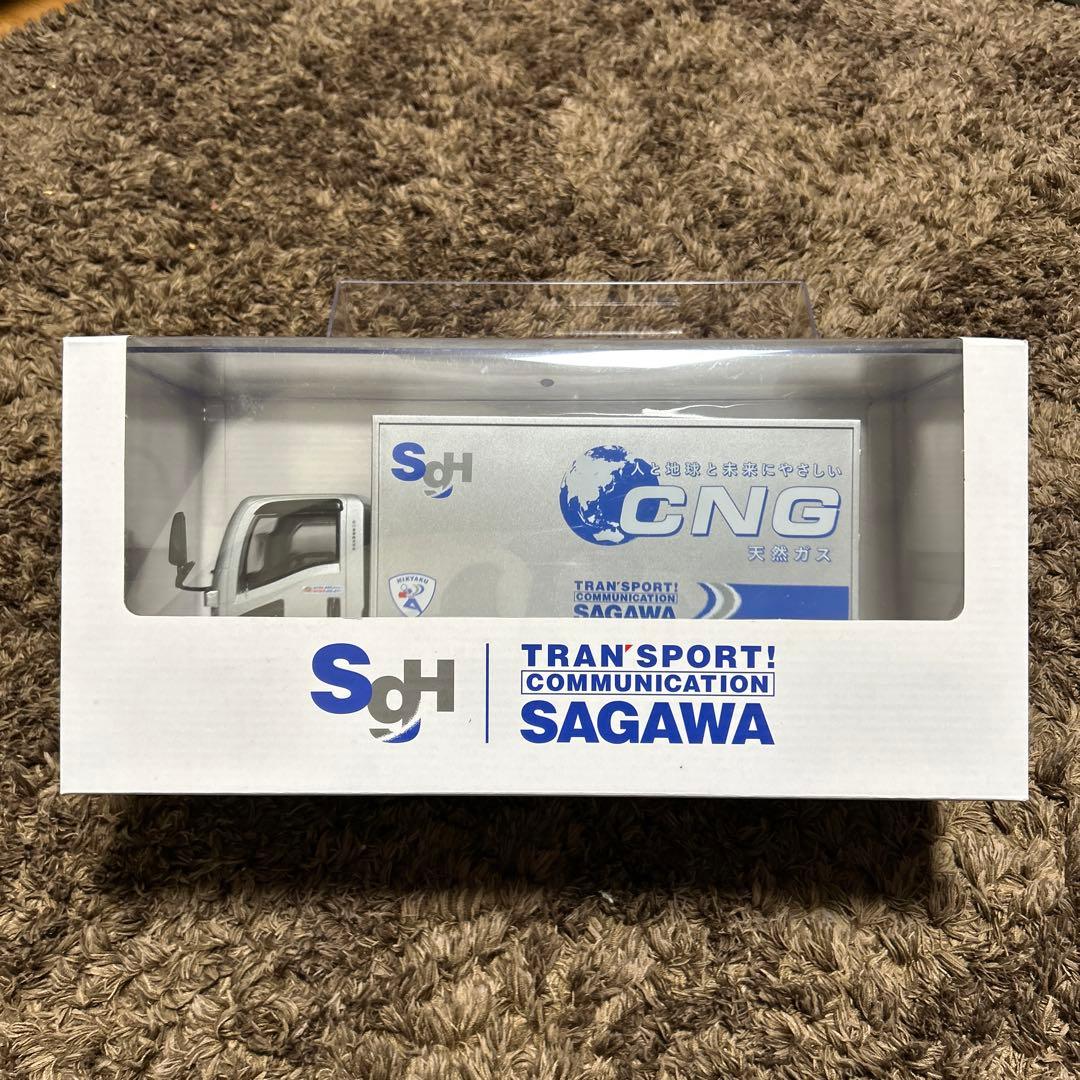 SgH
人と地球と未来にやさしい
CNG
天然ガス
HIKYAKU
TRAN'SPORT!
COMMUNICATION
SAGAWA
SgH
TRAN'SPORT!
COMMUNICATION
SAGAWA